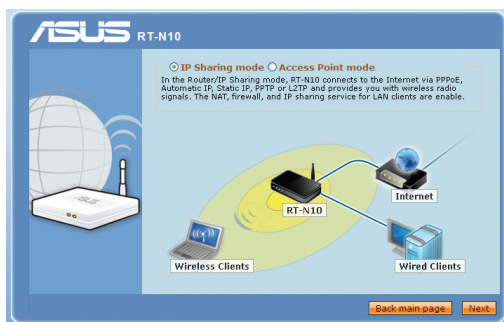 ASUS RT-N10
IP Sharing mode Access Point mode
In the Router/IP Sharing mode, RT-N10 connects to the Internet via PPPoE,
Automatic IP, Static IP, PPTP or L2TP and provides you with wireless radio
signals. The NAT, firewall, and IP sharing service for LAN clients are enable.
Internet
RT-N10
ASUS
Wireless Clients
Wired Clients
Back main page Next